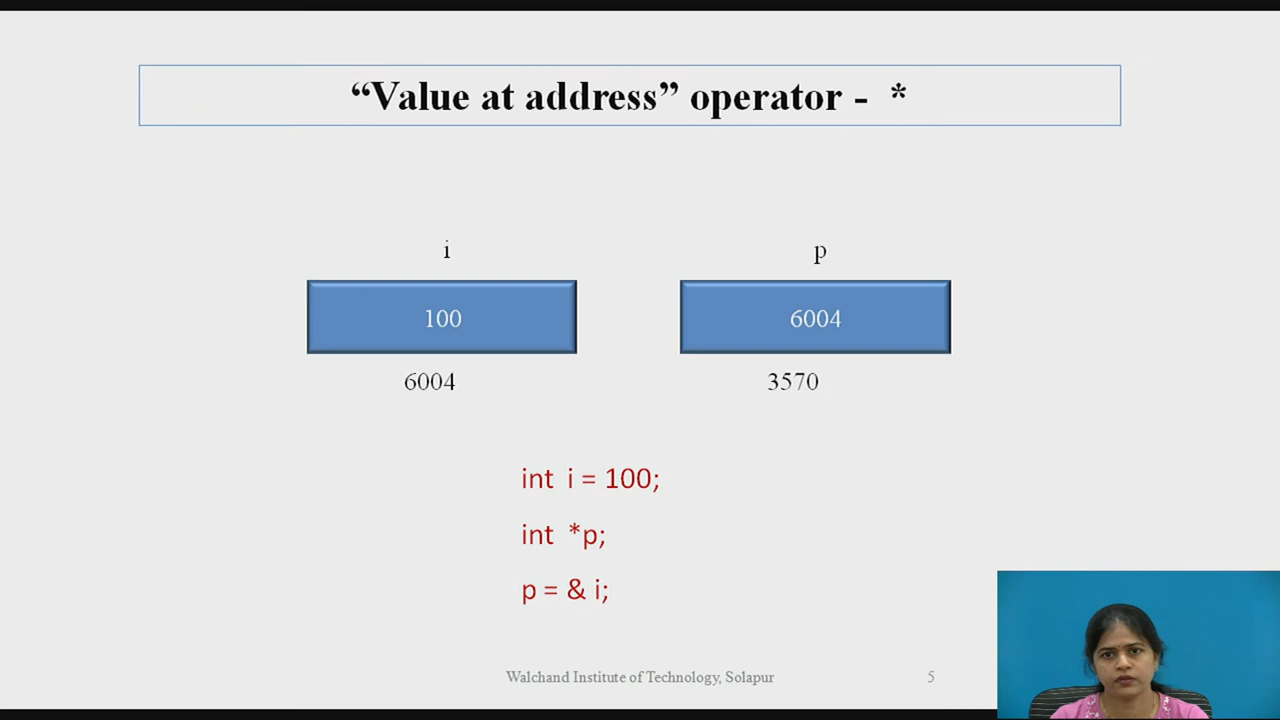 “Value at address” operator - *
i p
100 6004
6004 3570
int i = 100;
int *p;
p = & i;
Walchand Institute of Technology, Solapur 5